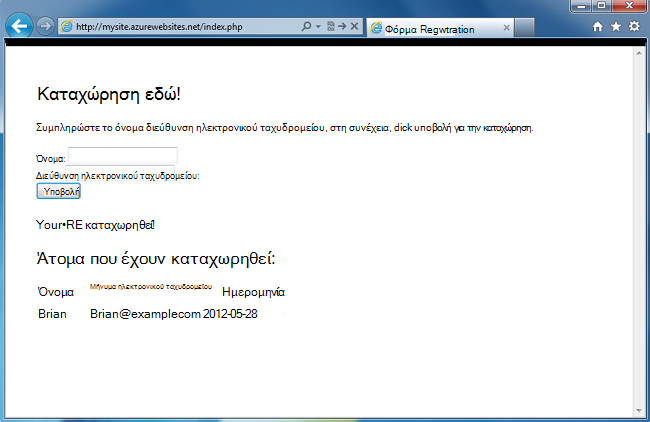 http://mysite.azurewebsites.net/index.php
Φόρμα Regwtration
Καταχώρηση εδώ!
Συμπληρώστε το όνομα διεύθυνση ηλεκτρονικού ταχυδρομείου, στη συνέχεια, dick υποβολή για την καταχώρηση.
Όνομα:
Διεύθυνση ηλεκτρονικού ταχυδρομείου:
Υποβολή
Your•RE καταχωρηθεί!
Άτομα που έχουν καταχωρηθεί:
Όνομα Μήνυμα ηλεκτρονικού ταχυδρομείου Ημερομηνία
Brian Brian@examplecom 2012-05-28